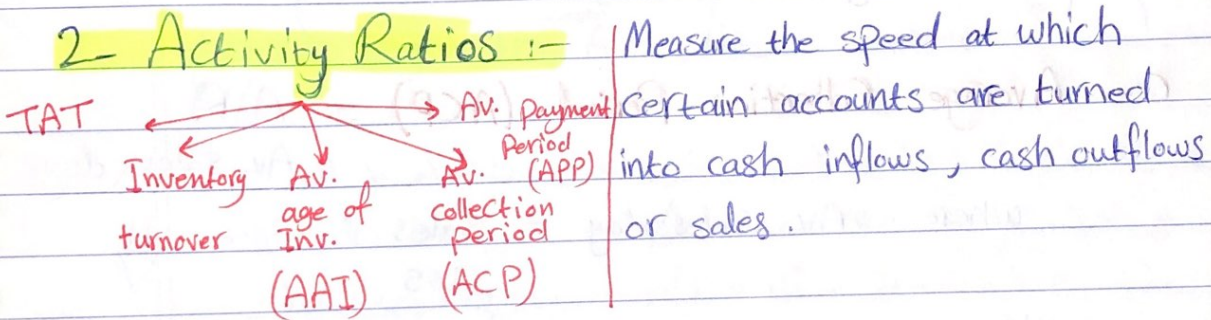 2- Activity Ratios :-
TAT
Inventory
turnover
Av.
age of
Inv.
(AAI)
Av.
collection
period
(ACP)
Av. payment
Period
(APP)
Measure the speed at which
certain accounts are turned
into cash inflows, cash outflows
or sales.